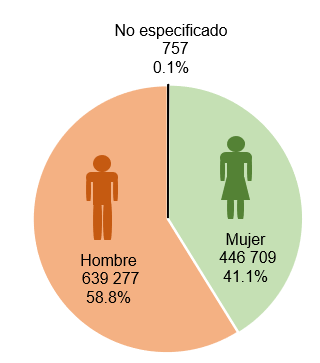 No especificado
757
0.1%
Mujer
446 709
41.1%
Hombre
639 277
58.8%